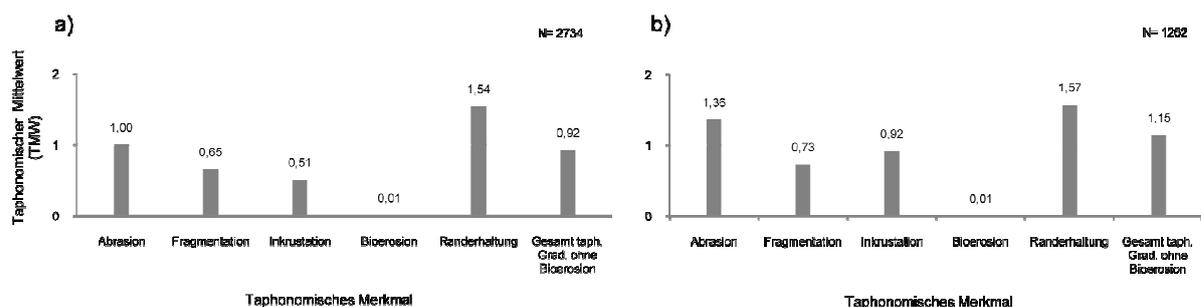 a)
N= 2734
Taphonomischer Mittelwert
(TMW)
2
1
0
1,00
0,65
0,51
0,01
1,54
0,92
Abrasion
Fragmentation
Inkrustation
Bioerosion
Randerhaltung
Gesamt taph.
Grad. ohne
Bioerosion
Taphonomisches Merkmal
b)
N= 1262
2
1
0
1,36
0,73
0,92
0,01
1,57
1,15
Abrasion
Fragmentation
Inkrustation
Bioerosion
Randerhaltung
Gesamt taph.
Grad. ohne
Bioerosion
Taphonomisches Merkmal